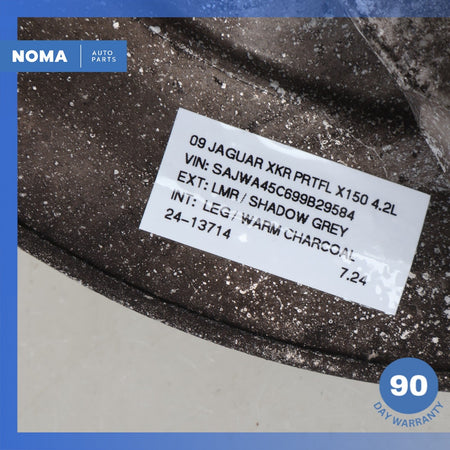 NOMA
AUTO
PARTS
09 JAGUAR XKR PRTFL X150 4.2L
VIN: SAJWA45C699B29584
EXT: LMR / SHADOW GREY
INT: LEG / WARM CHARCOAL
24-13714
7.24
90
DAY WARRANTY